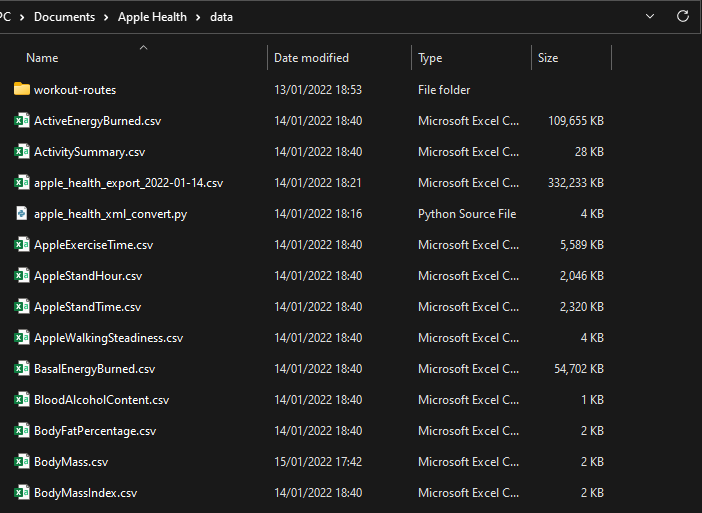 PC > Documents > Apple Health > data
Name Date modified Type Size
workout-routes 13/01/2022 18:53 File folder
ActiveEnergyBurned.csv 14/01/2022 18:40 Microsoft Excel C... 109,655 KB
ActivitySummary.csv 14/01/2022 18:40 Microsoft Excel C... 28 KB
apple_health_export_2022-01-14.csv 14/01/2022 18:21 Microsoft Excel C... 332,233 KB
apple_health_xml_convert.py 14/01/2022 18:16 Python Source File 4 KB
AppleExerciseTime.csv 14/01/2022 18:40 Microsoft Excel C... 5,589 KB
AppleStandHour.csv 14/01/2022 18:40 Microsoft Excel C... 2,046 KB
AppleStandTime.csv 14/01/2022 18:40 Microsoft Excel C... 2,320 KB
AppleWalkingSteadiness.csv 14/01/2022 18:40 Microsoft Excel C... 4 KB
BasalEnergyBurned.csv 14/01/2022 18:40 Microsoft Excel C... 54,702 KB
BloodAlcoholContent.csv 14/01/2022 18:40 Microsoft Excel C... 1 KB
BodyFatPercentage.csv 14/01/2022 18:40 Microsoft Excel C... 2 KB
BodyMass.csv 15/01/2022 17:42 Microsoft Excel C... 2 KB
BodyMassIndex.csv 14/01/2022 18:40 Microsoft Excel C... 2 KB